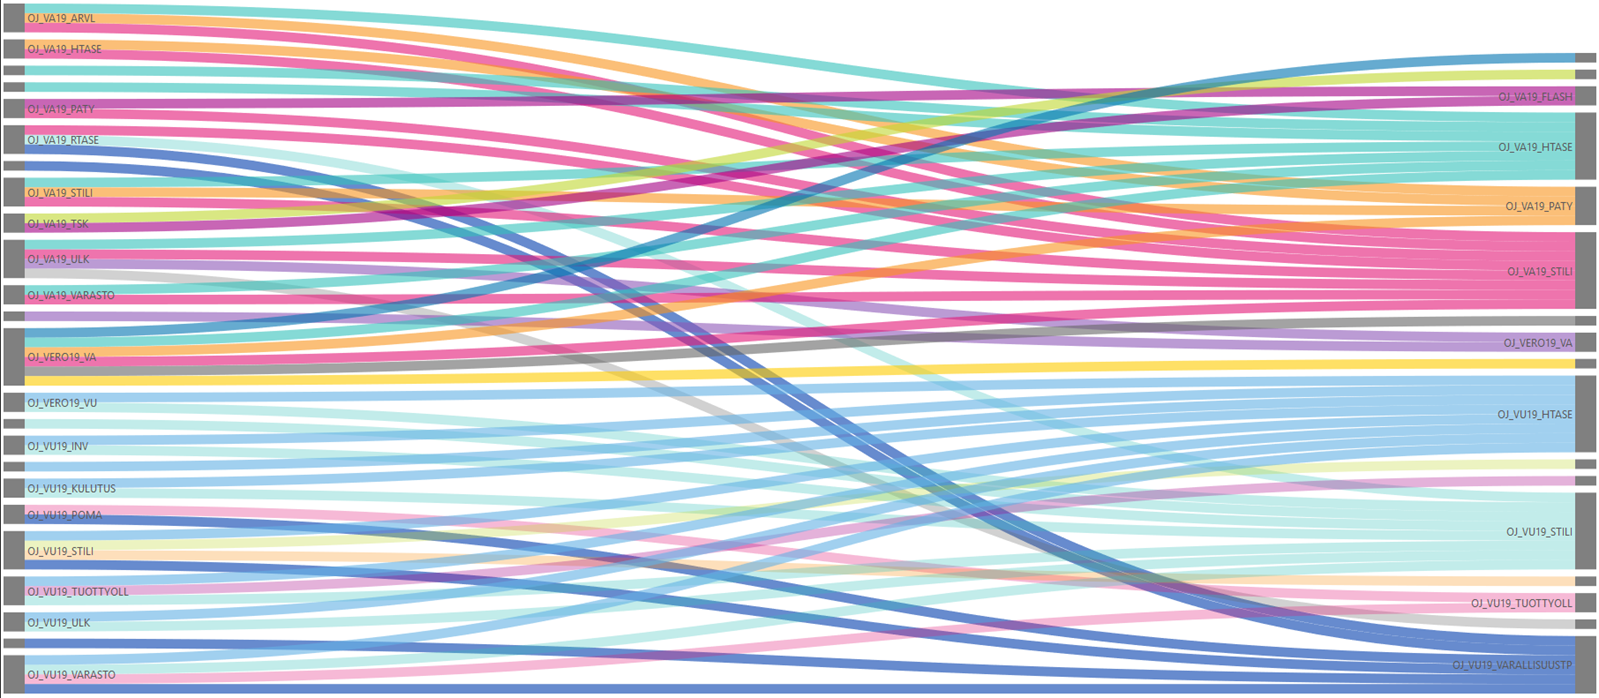 OJ_VA19_ARVL
OJ_VA19_HTASE
OJ_VA19_PATY
OJ_VA19_RTASE
OJ_VA19_STILI
OJ_VA19_TSK
OJ_VA19_ULK
OJ_VA19_VARASTO
OJ_VERO19_VA
OJ_VERO19_VU
OJ_VU19_INV
OJ_VU19_KULUTUS
OJ_VU19_POMA
OJ_VU19_STILI
OJ_VU19_TUOTTYOLL
OJ_VU19_ULK
OJ_VU19_VARASTO
OJ_VA19_FLASH
OJ_VA19_HTASE
OJ_VA19_PATY
OJ_VA19_STILI
OJ_VERO19_VA
OJ_VU19_HTASE
OJ_VU19_STILI
OJ_VU19_TUOTTYOLL
OJ_VU19_VARALLISUUSTP